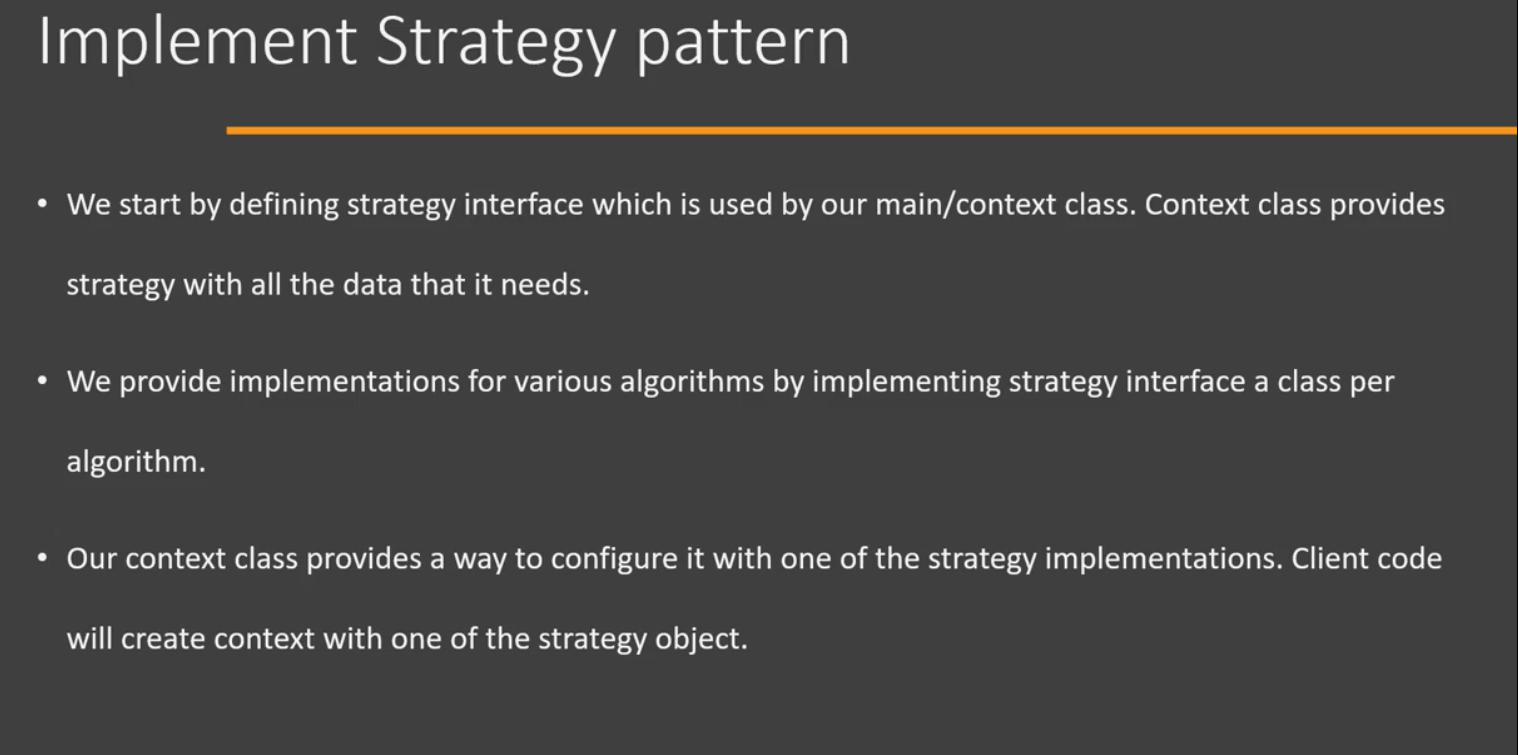 Implement Strategy pattern
• We start by defining strategy interface which is used by our main/context class. Context class provides
strategy with all the data that it needs.
• We provide implementations for various algorithms by implementing strategy interface a class per
algorithm.
• Our context class provides a way to configure it with one of the strategy implementations. Client code
will create context with one of the strategy object.